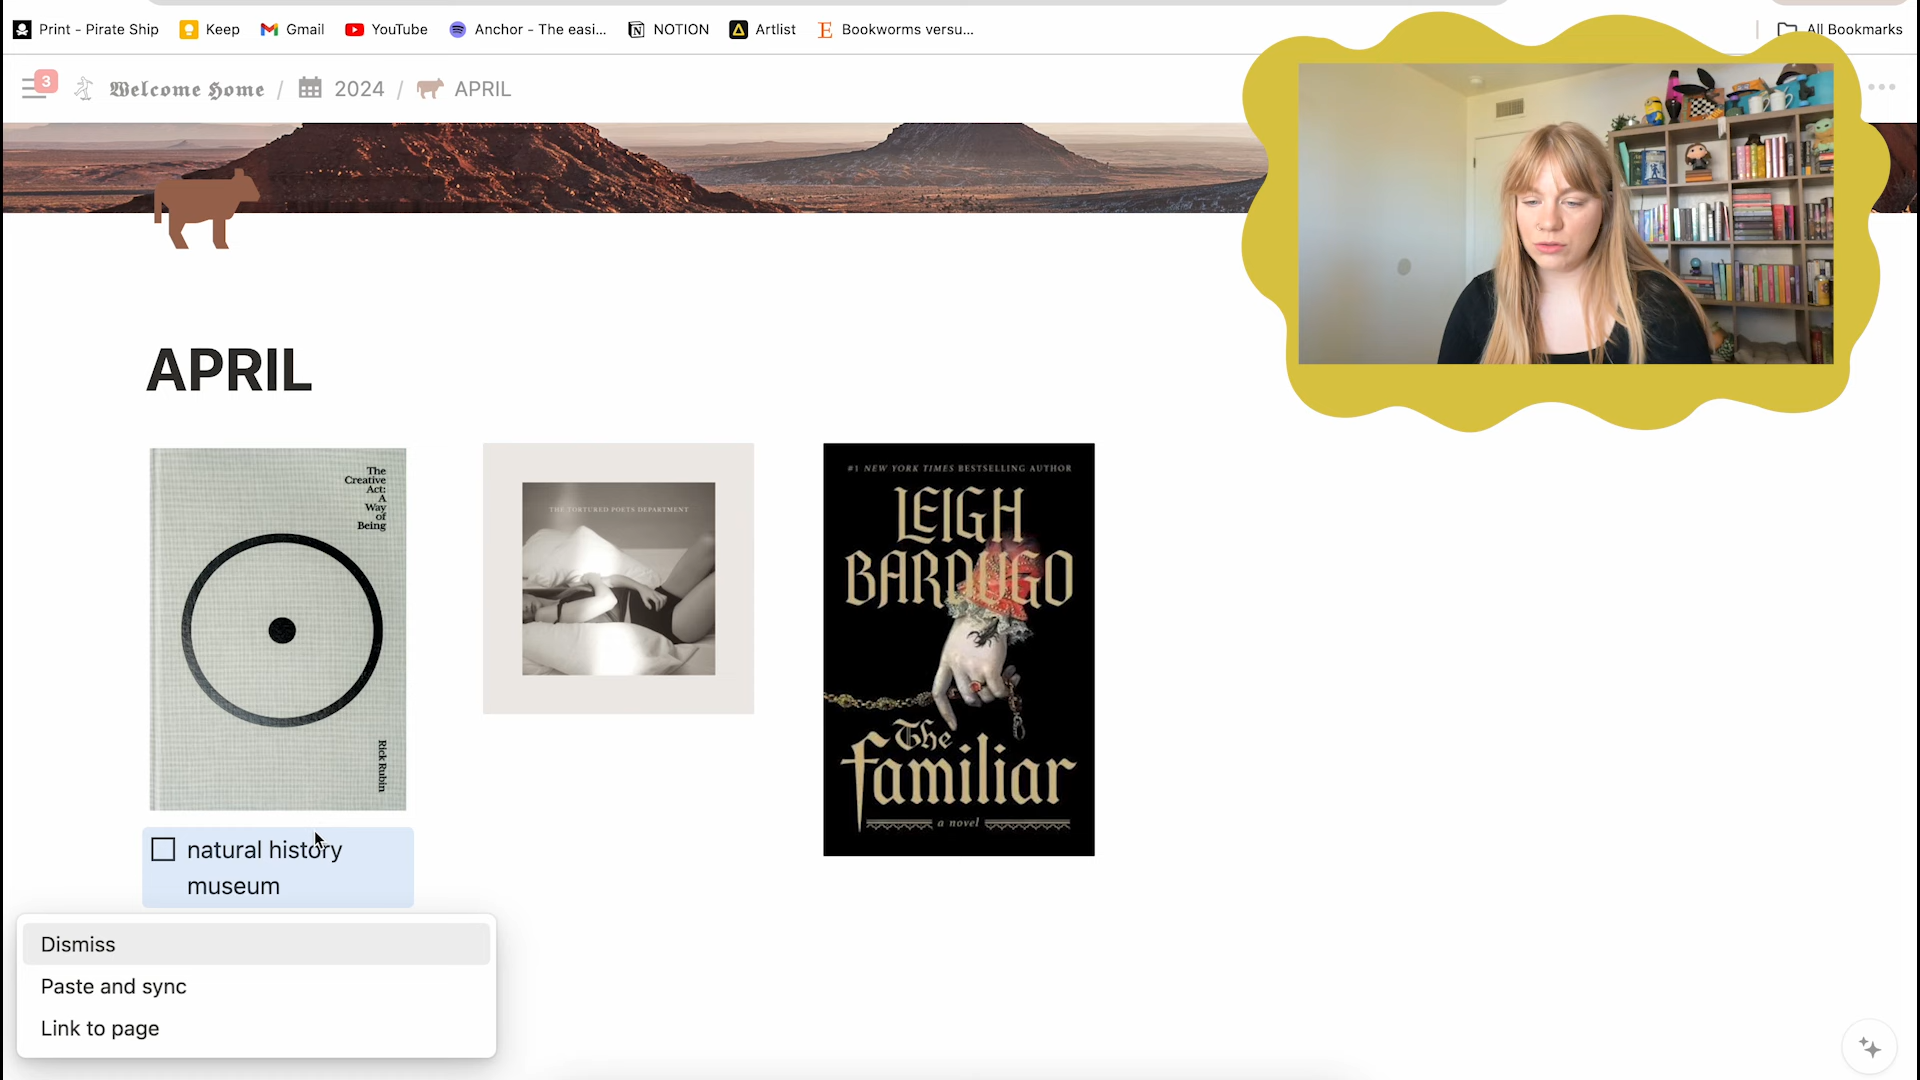 Print - Pirate Ship Keep Gmail YouTube Anchor - The easi... NOTION Artlist Bookworms versu... All Bookmarks
3 Welcome Home / 2024 / APRIL
APRIL
The
Creative
Act:
A
Way
of
Being
Rick Rubin
THE TORTURED POETS DEPARTMENT
#1 NEW YORK TIMES BESTSELLING AUTHOR
LEIGH
BARDUGO
The
familiar
a novel
natural history
museum
Dismiss
Paste and sync
Link to page